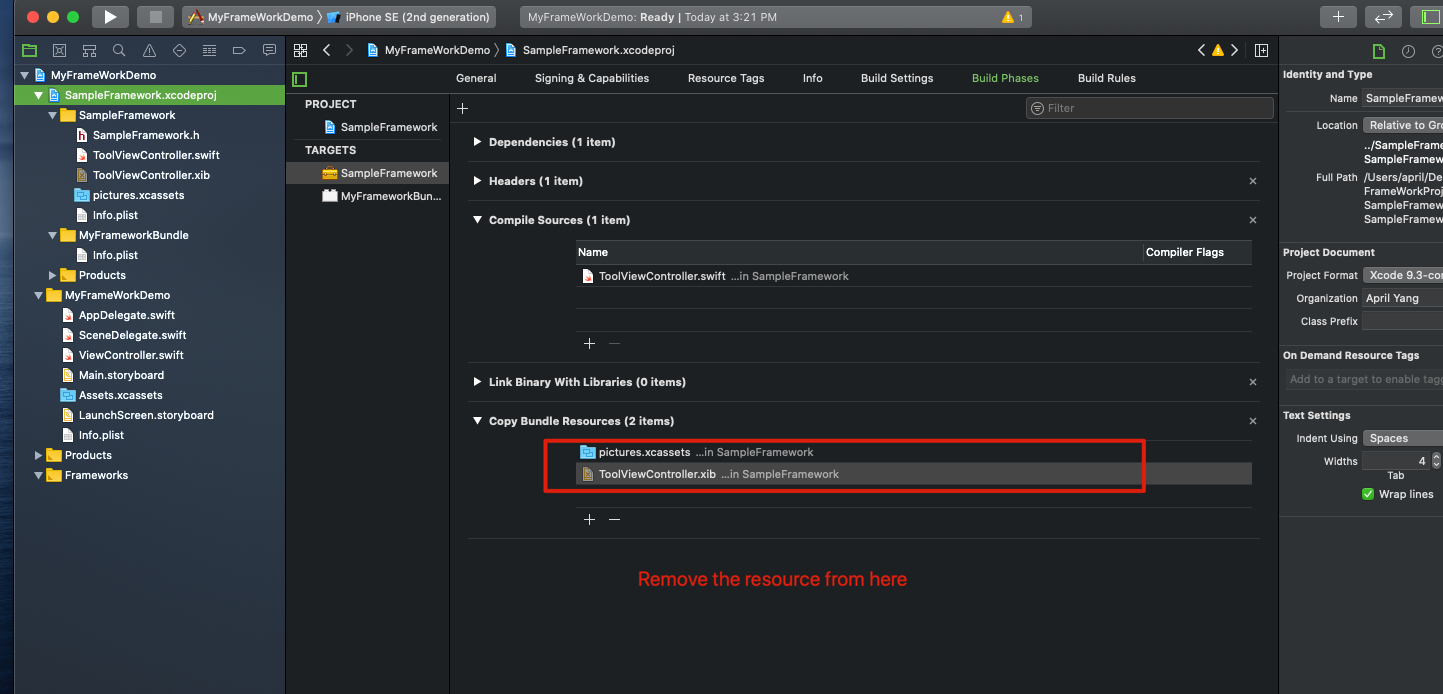 MyFrameWorkDemo iPhone SE (2nd generation)
MyFrameWorkDemo: Ready | Today at 3:21 PM
1
MyFrameWorkDemo SampleFramework.xcodeproj
MyFrameWorkDemo
SampleFramework.xcodeproj
SampleFramework
SampleFramework.h
ToolViewController.swift
ToolViewController.xib
pictures.xcassets
Info.plist
MyFrameworkBundle
Info.plist
Products
MyFrameWorkDemo
AppDelegate.swift
SceneDelegate.swift
ViewController.swift
Main.storyboard
Assets.xcassets
LaunchScreen.storyboard
Info.plist
Products
Frameworks
General Signing & Capabilities Resource Tags Info Build Settings Build Phases Build Rules
PROJECT
SampleFramework
TARGETS
SampleFramework
MyFrameworkBun...
Filter
Dependencies (1 item)
Headers (1 item)
Compile Sources (1 item)
Name Compiler Flags
ToolViewController.swift ...in SampleFramework
Link Binary With Libraries (0 items)
Copy Bundle Resources (2 items)
pictures.xcassets ...in SampleFramework
ToolViewController.xib ...in SampleFramework
Remove the resource from here
Identity and Type
Name SampleFramew
Location Relative to Gro
../SampleFrame
SampleFramew
Full Path /Users/april/De
FrameWorkProj
SampleFramew
SampleFramew
Project Document
Project Format Xcode 9.3-con
Organization April Yang
Class Prefix
On Demand Resource Tags
Add to a target to enable tagg
Text Settings
Indent Using Spaces
Widths 4
Tab
Wrap lines